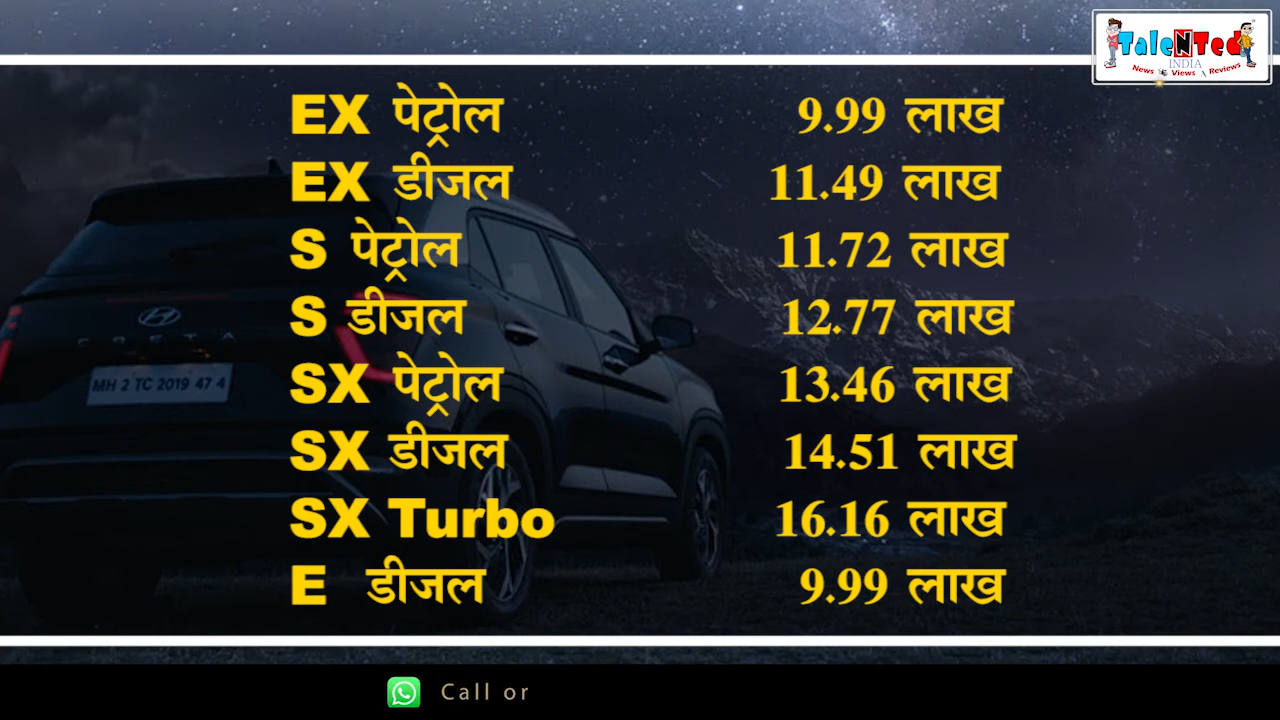 TaleNTed
INDIA
News Views Reviews
EX पेट्रोल 9.99 लाख
EX डीजल 11.49 लाख
S पेट्रोल 11.72 लाख
S डीजल 12.77 लाख
SX पेट्रोल 13.46 लाख
SX डीजल 14.51 लाख
SX Turbo 16.16 लाख
E डीजल 9.99 लाख
CRETA
MH 2 TC 2019 47 4
Call or